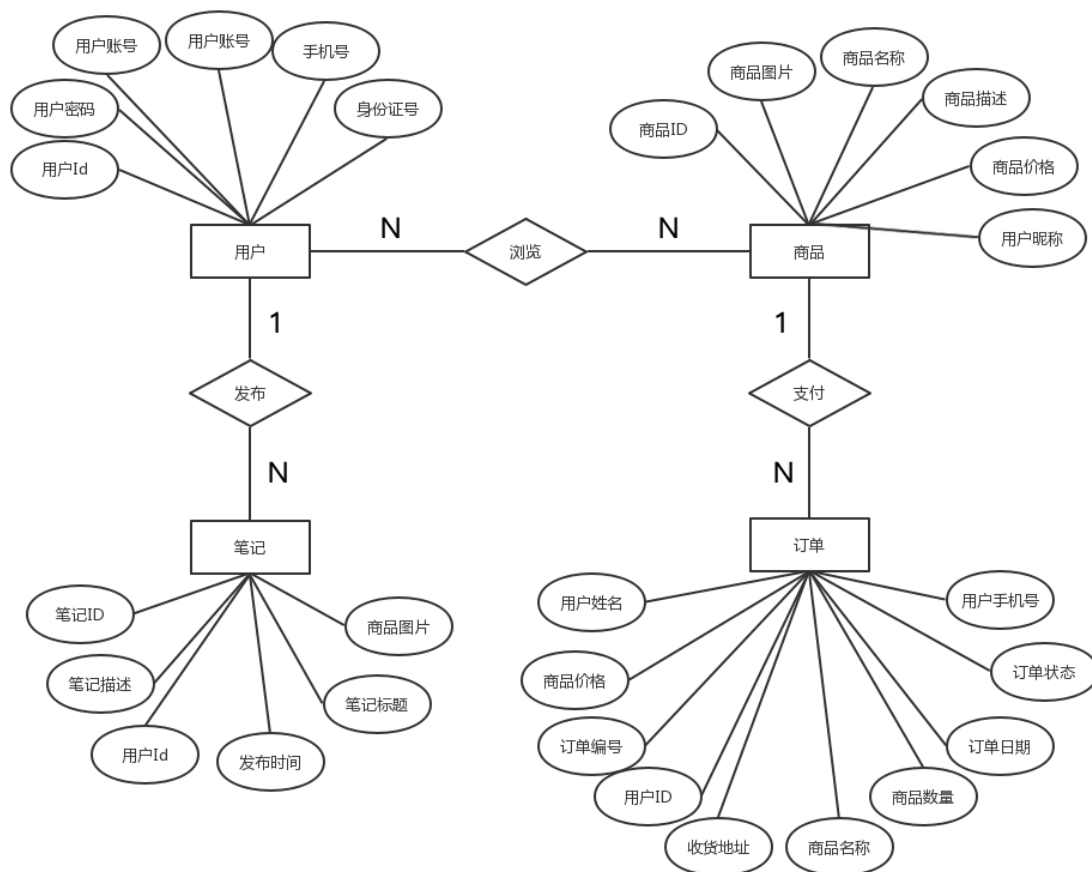 用户账号
用户账号
手机号
用户密码
身份证号
用户Id
商品名称
商品图片
商品描述
商品ID
商品价格
用户昵称
用户
N
浏览
N
商品
1
1
发布
支付
N
N
笔记
订单
笔记ID
商品图片
笔记描述
笔记标题
用户Id
发布时间
用户姓名
用户手机号
商品价格
订单状态
订单编号
订单日期
用户ID
商品数量
收货地址
商品名称